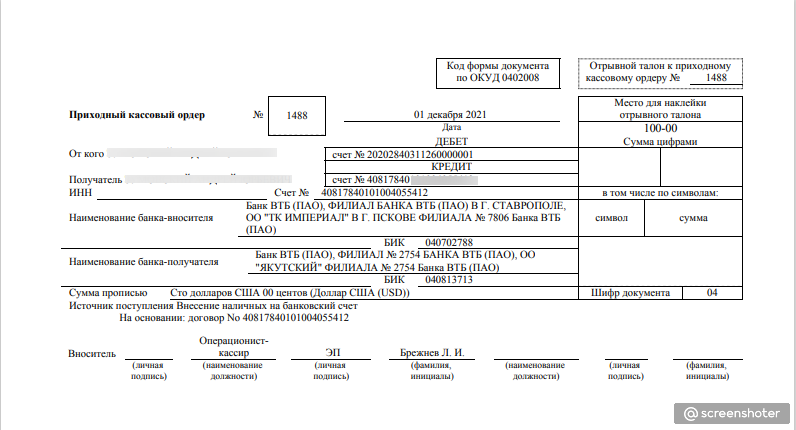 Код формы документа
по ОКУД 0402008
Отрывной талон к приходному
кассовому ордеру № 1488
Приходный кассовый ордер № 1488 01 декабря 2021
Дата
Место для наклейки
отрывного талона
100-00
Сумма цифрами
ДЕБЕТ
От кого счет № 20202840311260000001
КРЕДИТ
Получатель счет № 40817840
ИНН Счет № 40817840101004055412
в том числе по символам:
Наименование банка-вносителя
Банк ВТБ (ПАО), ФИЛИАЛ БАНКА ВТБ (ПАО) В Г. СТАВРОПОЛЕ,
ОО "ТК ИМПЕРИАЛ" В Г. ПСКОВЕ ФИЛИАЛА № 7806 Банка ВТБ
(ПАО)
символ сумма
БИК 040702788
Наименование банка-получателя
Банк ВТБ (ПАО), ФИЛИАЛ № 2754 БАНКА ВТБ (ПАО), ОО
"ЯКУТСКИЙ" ФИЛИАЛА № 2754 Банка ВТБ (ПАО)
БИК 040813713
Сумма прописью Сто долларов США 00 центов (Доллар США (USD))
Шифр документа 04
Источник поступления Внесение наличных на банковский счет
На основании: договор No 40817840101004055412
Вноситель
Операционист-
кассир
ЭП
Брежнев Л. И.
(личная
подпись)
(наименование
должности)
(личная
подпись)
(фамилия,
инициалы)
(наименование
должности)
(личная
подпись)
(фамилия,
инициалы)
@screenshoter